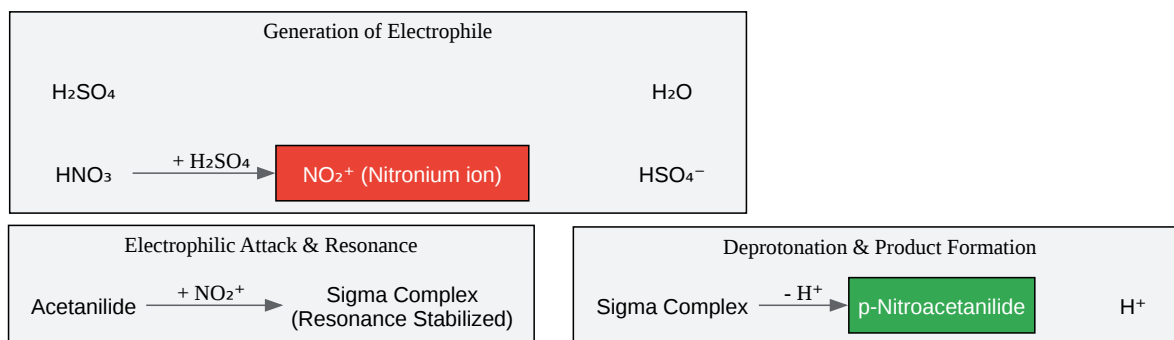 Generation of Electrophile
H₂SO₄
H₂O
HNO₃
+ H₂SO₄
NO₂⁺ (Nitronium ion)
HSO₄⁻
Electrophilic Attack & Resonance
Acetanilide
+ NO₂⁺
Sigma Complex
(Resonance Stabilized)
Deprotonation & Product Formation
Sigma Complex
- H⁺
p-Nitroacetanilide
H⁺